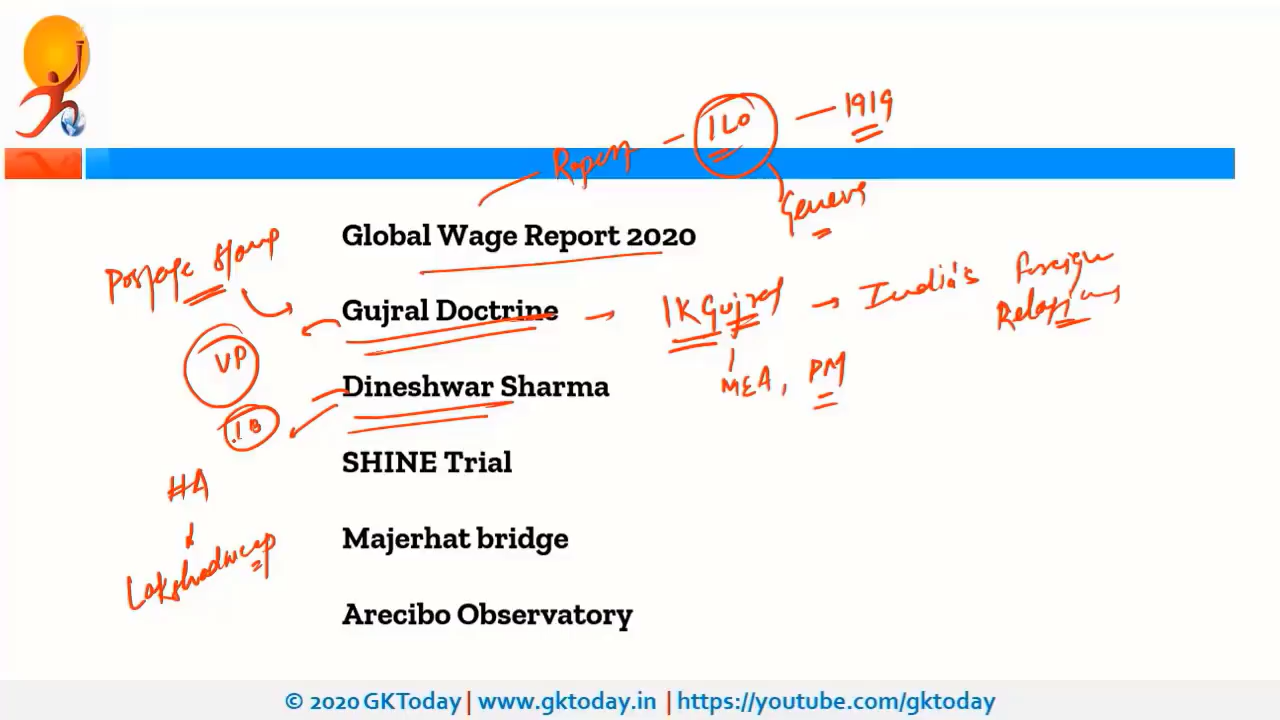 1919
ILO
Report
Geneva
Global Wage Report 2020
Postage Stamp
Gujral Doctrine
IK Gujral
India's Foreign
Relations
VP
MEA, PM
Dineshwar Sharma
IB
SHINE Trial
HA
Majerhat bridge
Lakshadweep
Arecibo Observatory
© 2020 GKToday | www.gktoday.in | https://youtube.com/gktoday